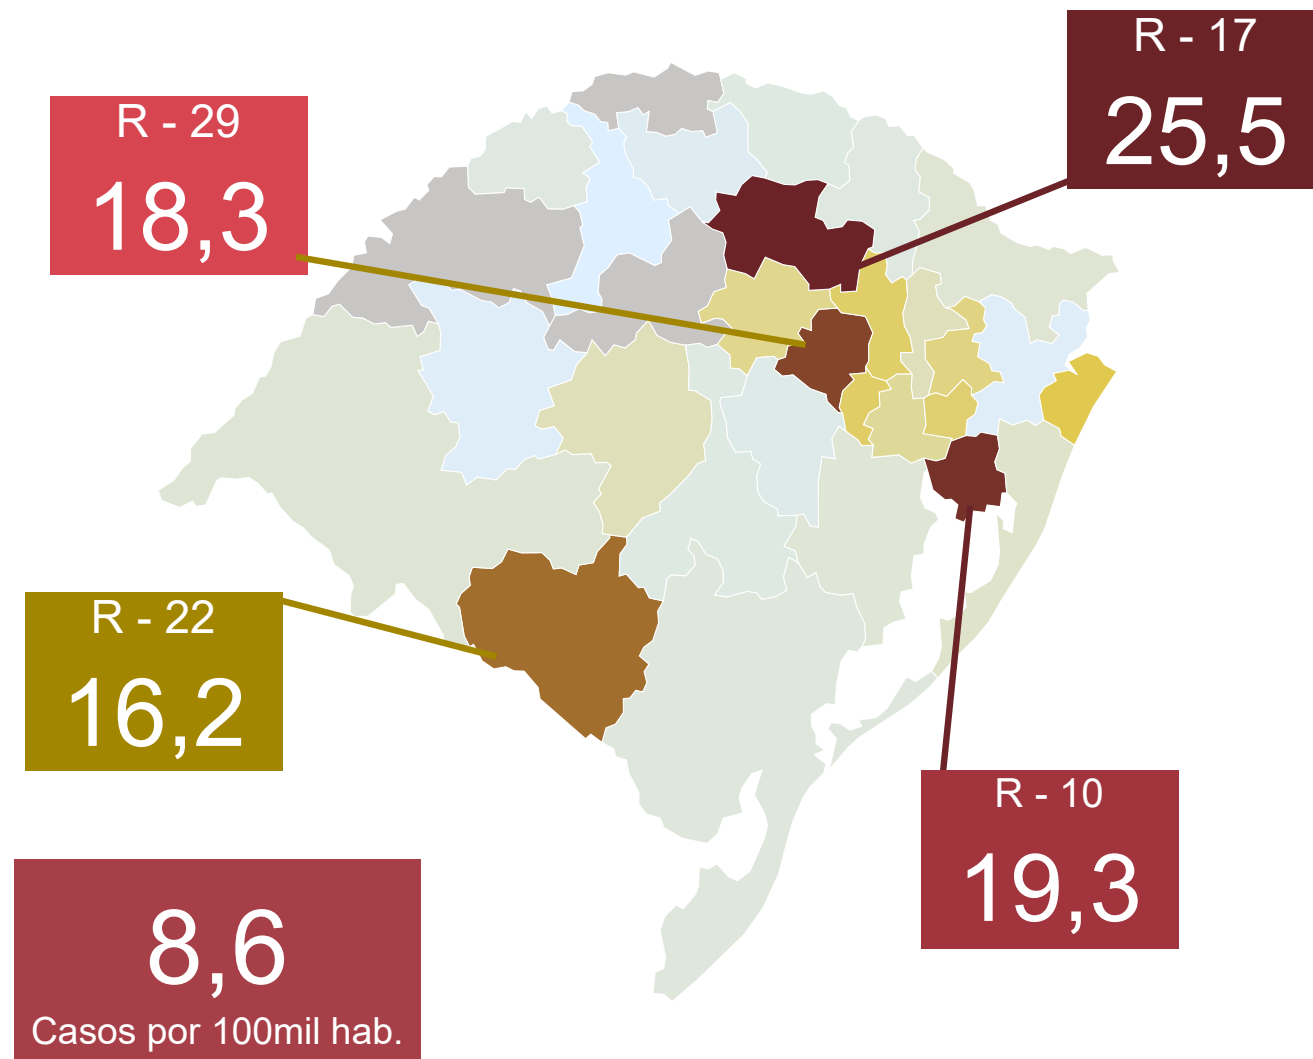 R - 17
25,5
R - 29
18,3
R - 22
16,2
R - 10
19,3
8,6
Casos por 100mil hab.